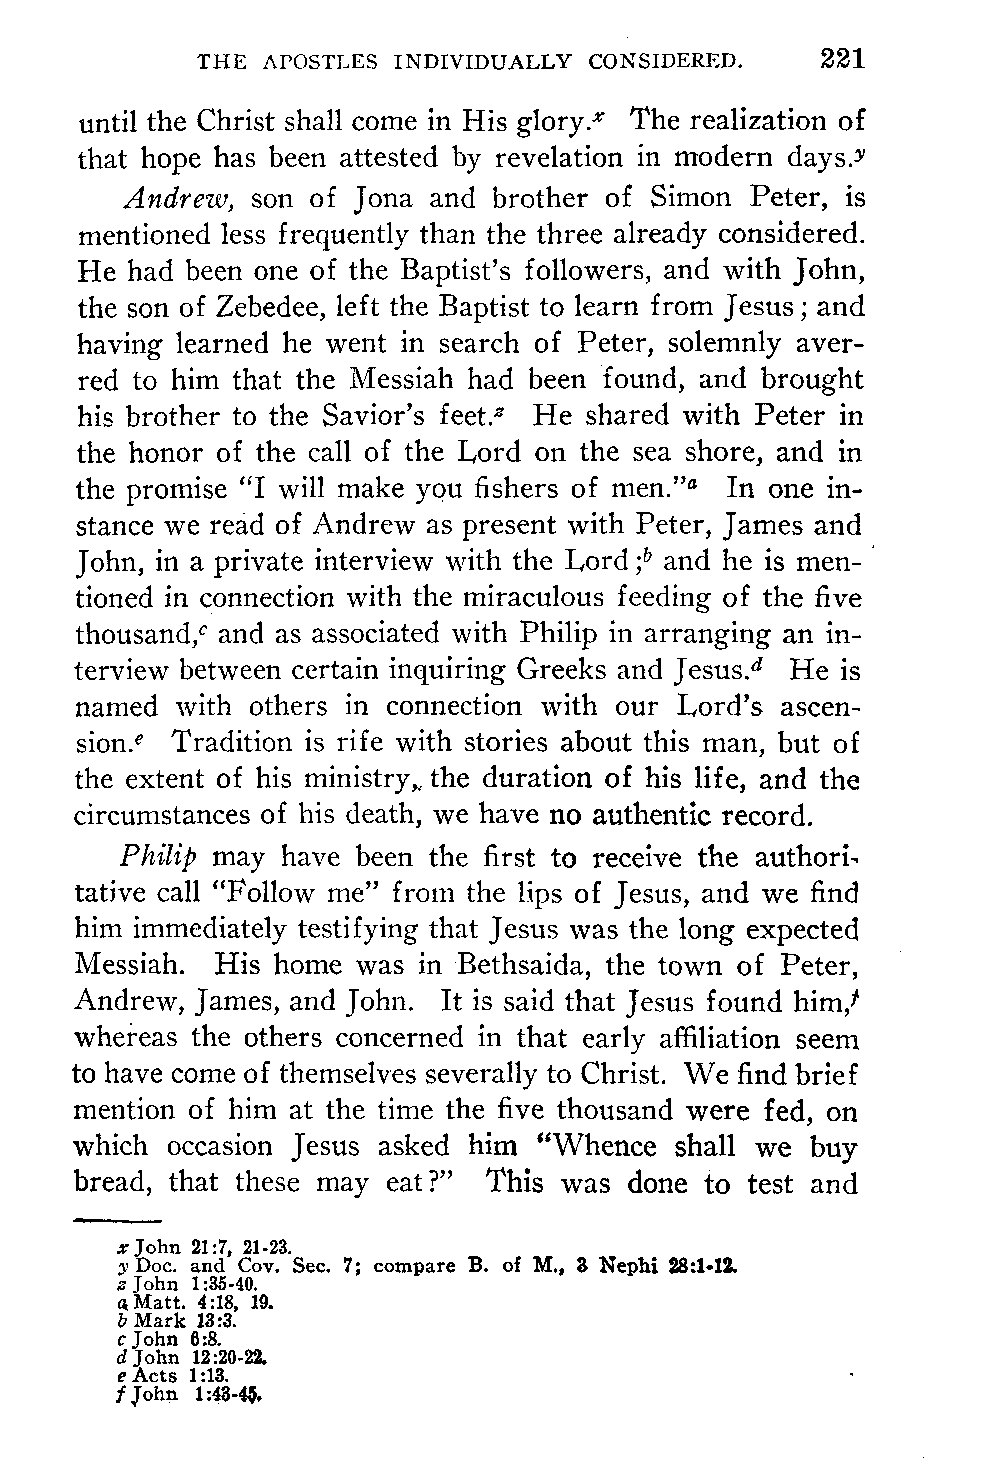 THE APOSTLES INDIVIDUALLY CONSIDERED. 221
until the Christ shall come in His glory.x The realization of
that hope has been attested by revelation in modern days.y
Andrew, son of Jona and brother of Simon Peter, is
mentioned less frequently than the three already considered.
He had been one of the Baptist's followers, and with John,
the son of Zebedee, left the Baptist to learn from Jesus; and
having learned he went in search of Peter, solemnly aver-
red to him that the Messiah had been found, and brought
his brother to the Savior's feet.z He shared with Peter in
the honor of the call of the Lord on the sea shore, and in
the promise "I will make you fishers of men."a In one in-
stance we read of Andrew as present with Peter, James and
John, in a private interview with the Lord;b and he is men-
tioned in connection with the miraculous feeding of the five
thousand,c and as associated with Philip in arranging an in-
terview between certain inquiring Greeks and Jesus.d He is
named with others in connection with our Lord's ascen-
sion.e Tradition is rife with stories about this man, but of
the extent of his ministry, the duration of his life, and the
circumstances of his death, we have no authentic record.
Philip may have been the first to receive the authori-
tative call "Follow me" from the lips of Jesus, and we find
him immediately testifying that Jesus was the long expected
Messiah. His home was in Bethsaida, the town of Peter,
Andrew, James, and John. It is said that Jesus found him,f
whereas the others concerned in that early affiliation seem
to have come of themselves severally to Christ. We find brief
mention of him at the time the five thousand were fed, on
which occasion Jesus asked him "Whence shall we buy
bread, that these may eat?" This was done to test and
x John 21:7, 21-23.
y Doc. and Cov. Sec. 7; compare B. of M., 3 Nephi 28:1-12.
z John 1:35-40.
a Matt. 4:18, 19.
b Mark 13:3.
c John 6:8.
d John 12:20-22.
e Acts 1:13.
f John 1:43-45.